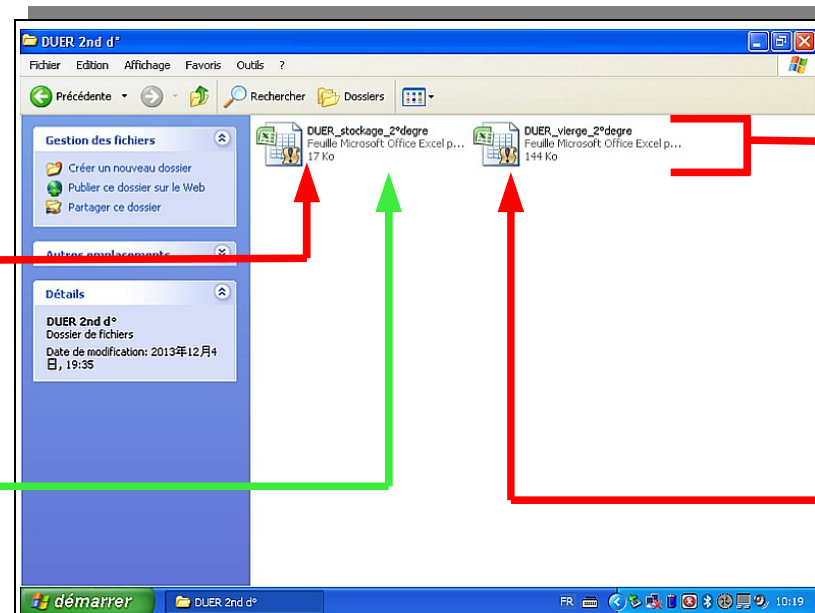 DUER 2nd d°
Fichier Edition Affichage Favoris Outils ?
Précédente Rechercher Dossiers
Gestion des fichiers
Créer un nouveau dossier
Publier ce dossier sur le Web
Partager ce dossier
Autres emplacements
Détails
DUER 2nd d°
Dossier de fichiers
Date de modification: 2013年12月4
日, 19:35
DUER_stockage_2°degre
Feuille Microsoft Office Excel p...
17 Ko
DUER_vierge_2°degre
Feuille Microsoft Office Excel p...
144 Ko
démarrer DUER 2nd d° FR 10:19